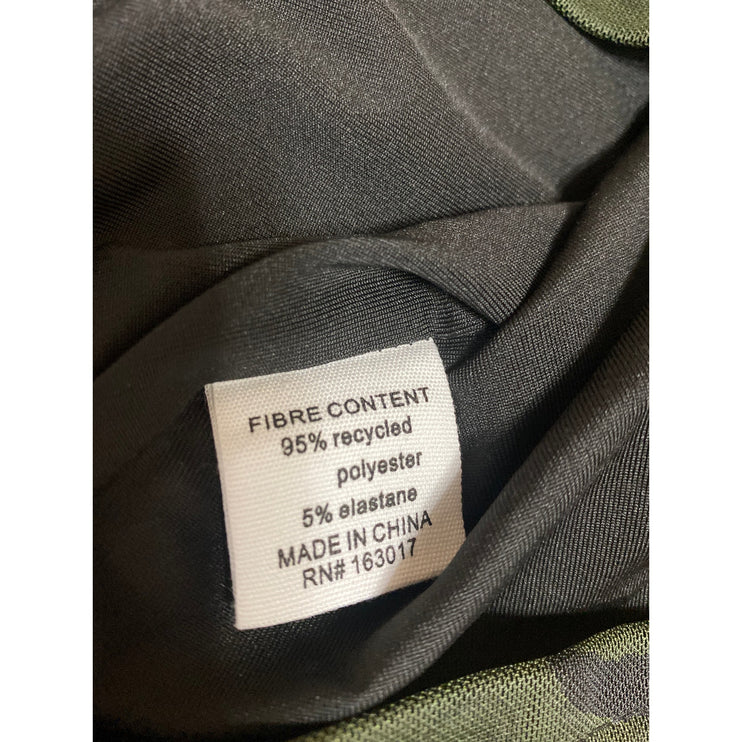 FIBRE CONTENT
95% recycled
polyester
5% elastane
MADE IN CHINA
RN# 163017